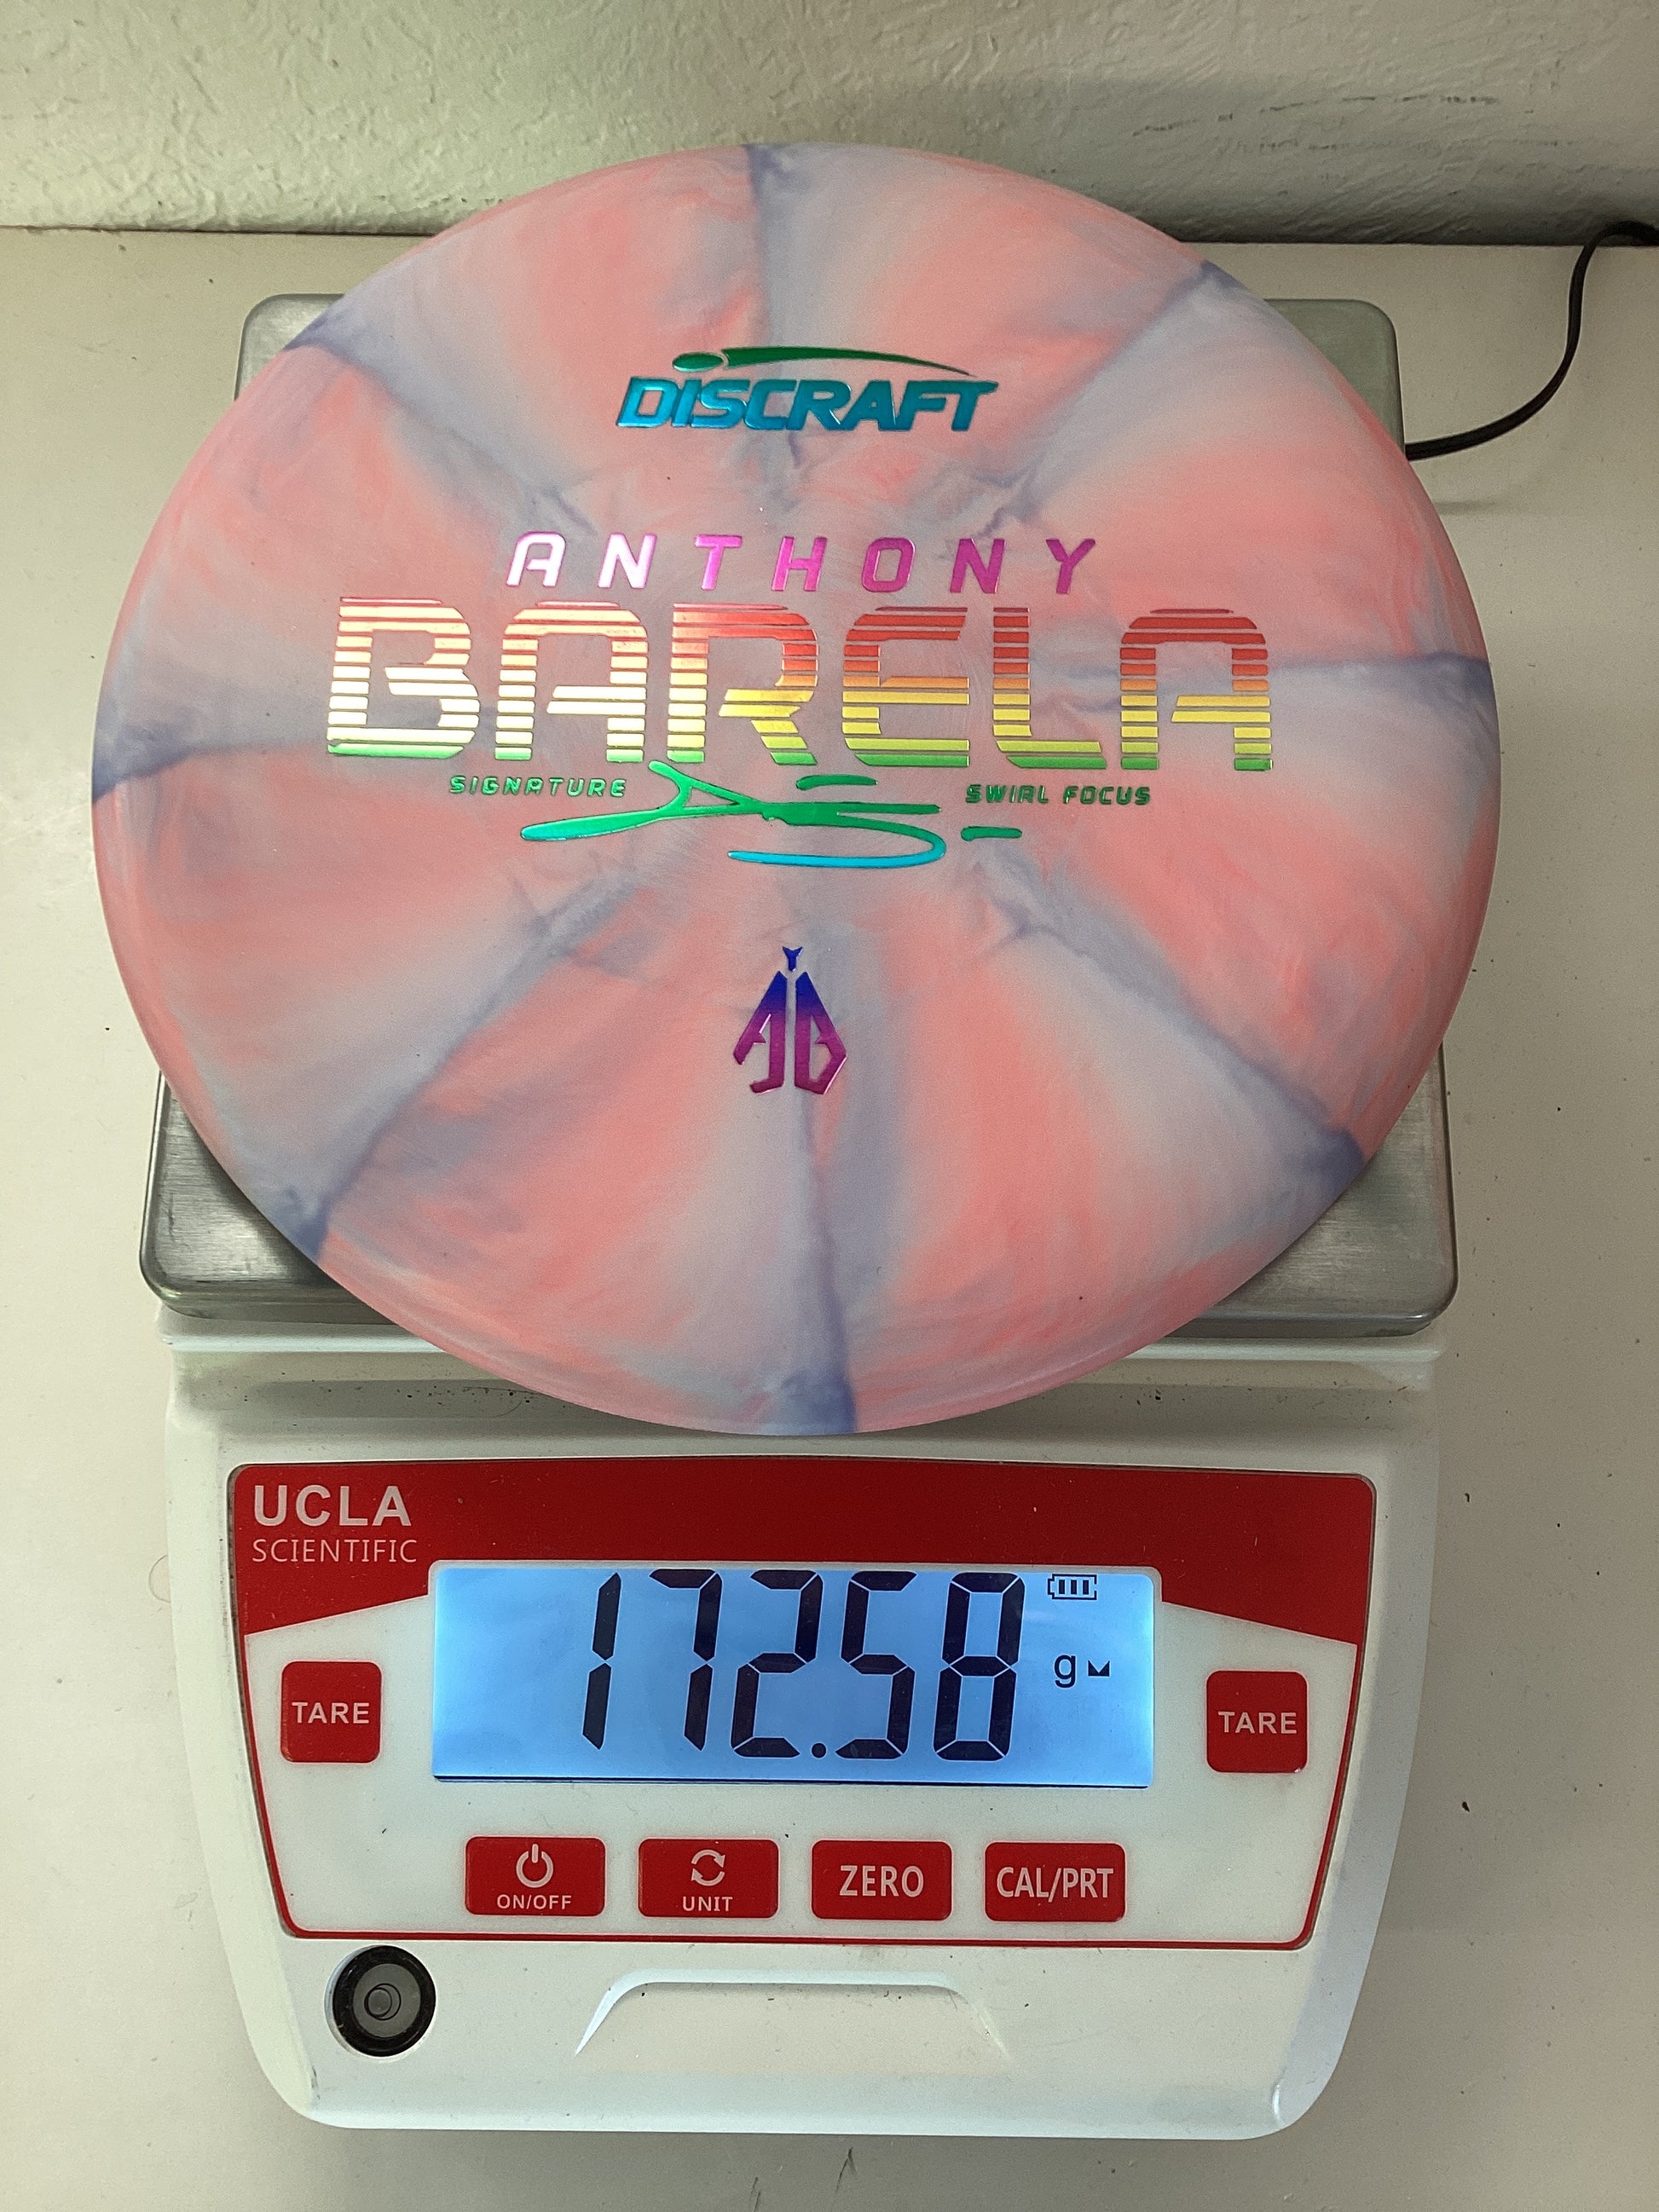 DISCRAFT
ANTHONY
BARELA
SIGNATURE SWIRL FOCUS
AB
UCLA
SCIENTIFIC
172.58 g
TARE TARE
ON/OFF UNIT ZERO CAL/PRT